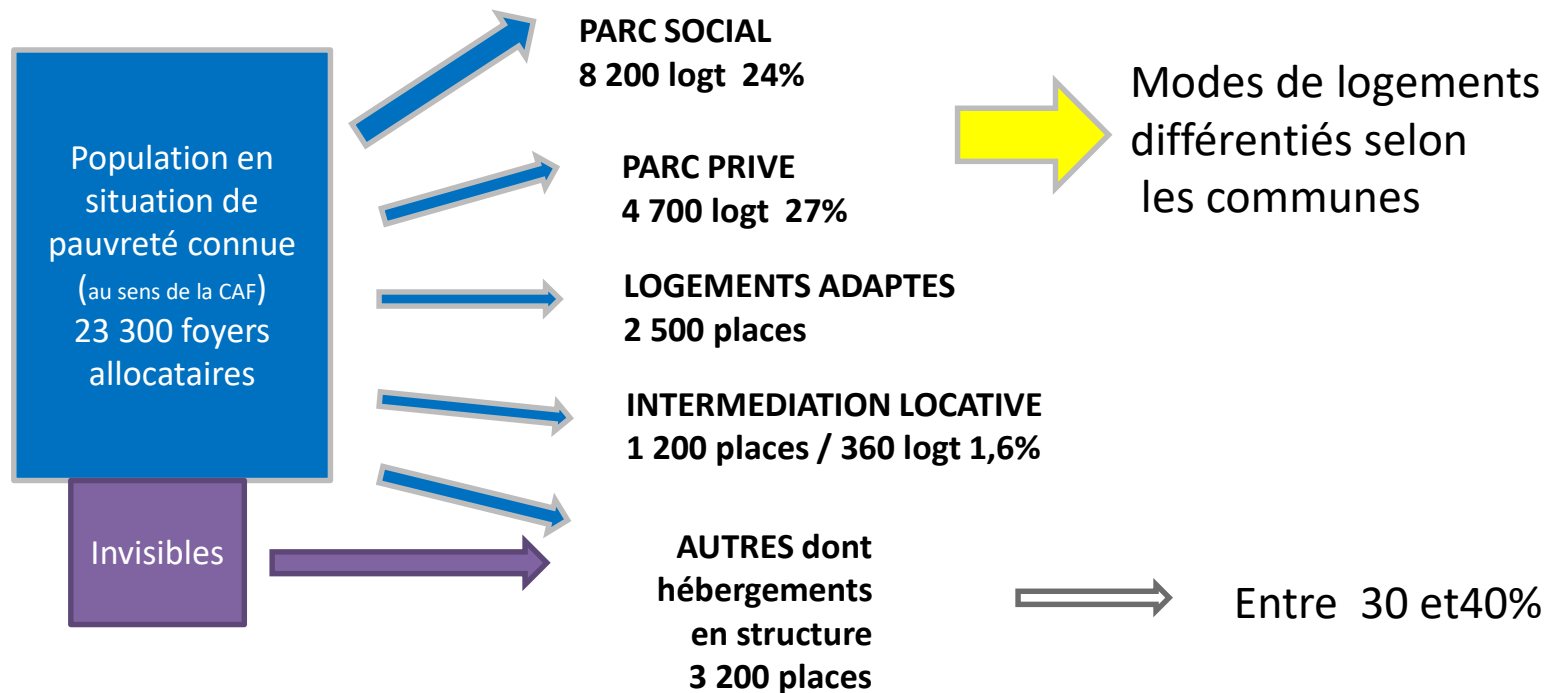 Population en
situation de
pauvreté connue
(au sens de la CAF)
23 300 foyers
allocataires
Invisibles
PARC SOCIAL
8 200 logt 24%
PARC PRIVE
4 700 logt 27%
LOGEMENTS ADAPTES
2 500 places
INTERMEDIATION LOCATIVE
1 200 places / 360 logt 1,6%
AUTRES dont
hébergements
en structure
3 200 places
Modes de logements
différentiés selon
les communes
Entre 30 et40%